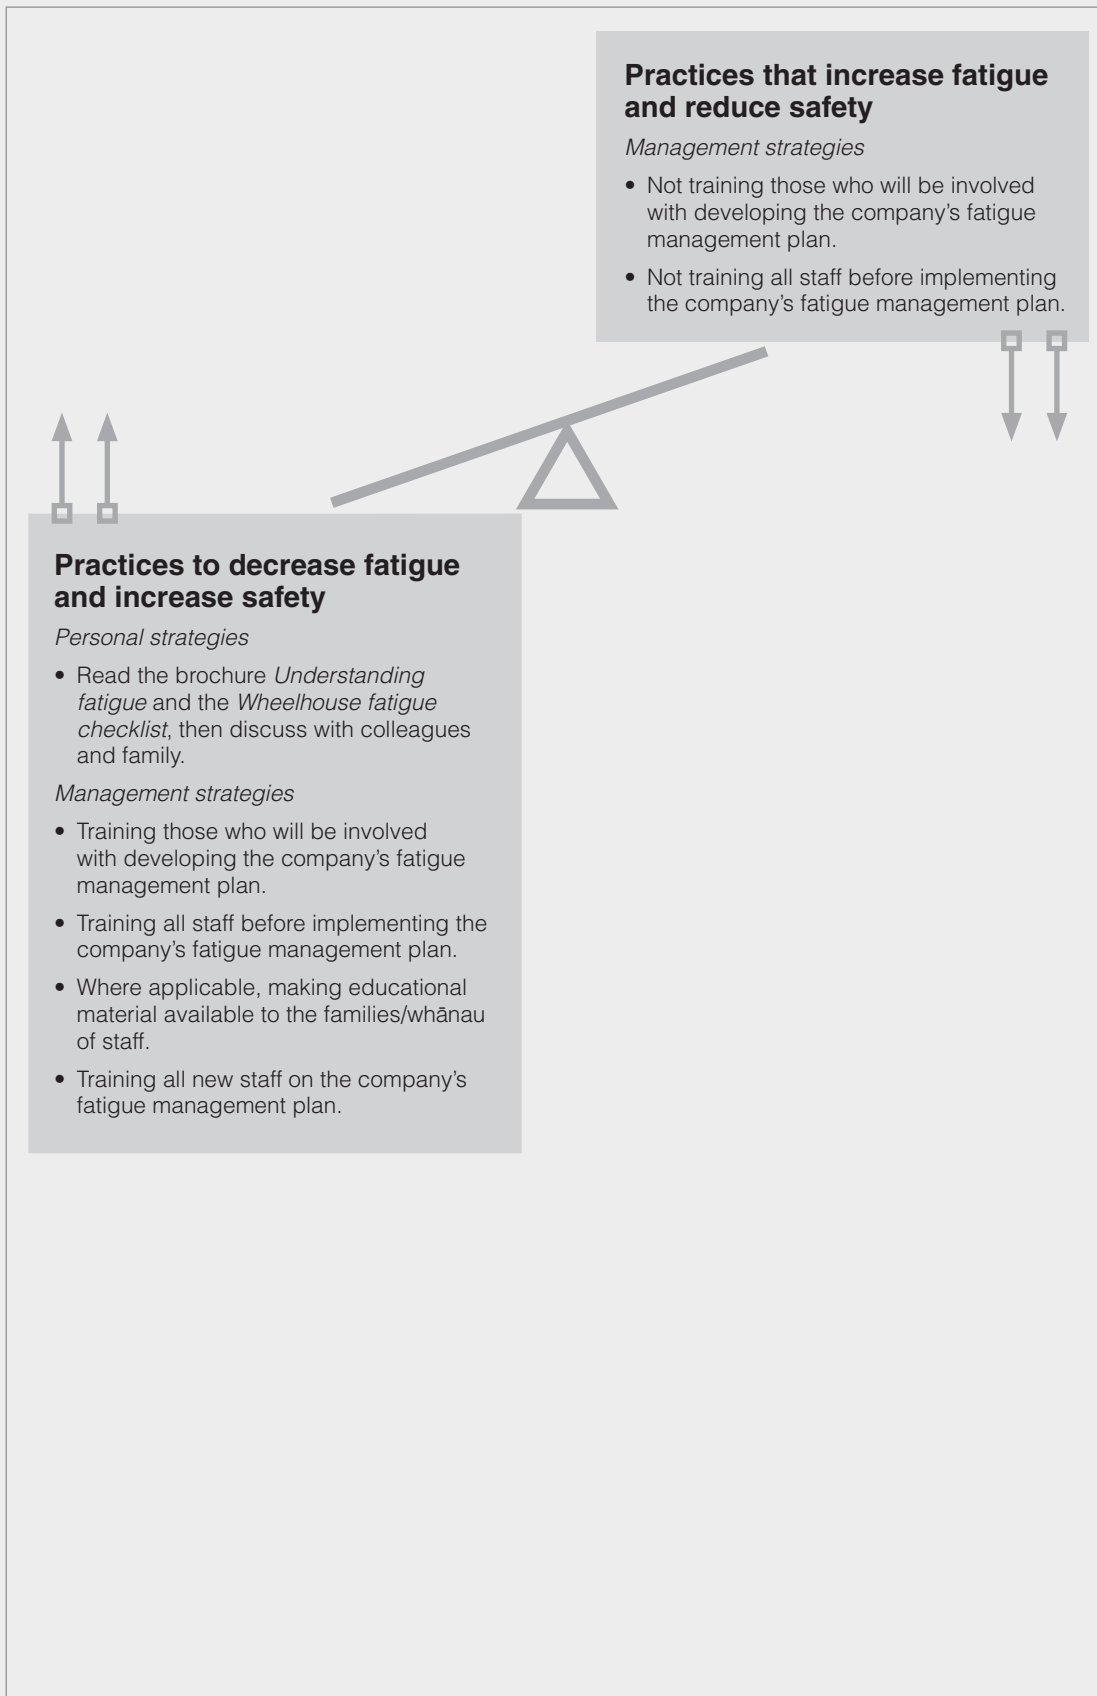 Practices that increase fatigue
and reduce safety
Management strategies
• Not training those who will be involved
with developing the company’s fatigue
management plan.
• Not training all staff before implementing
the company’s fatigue management plan.
Practices to decrease fatigue
and increase safety
Personal strategies
• Read the brochure Understanding
fatigue and the Wheelhouse fatigue
checklist, then discuss with colleagues
and family.
Management strategies
• Training those who will be involved
with developing the company’s fatigue
management plan.
• Training all staff before implementing the
company’s fatigue management plan.
• Where applicable, making educational
material available to the families/whānau
of staff.
• Training all new staff on the company’s
fatigue management plan.